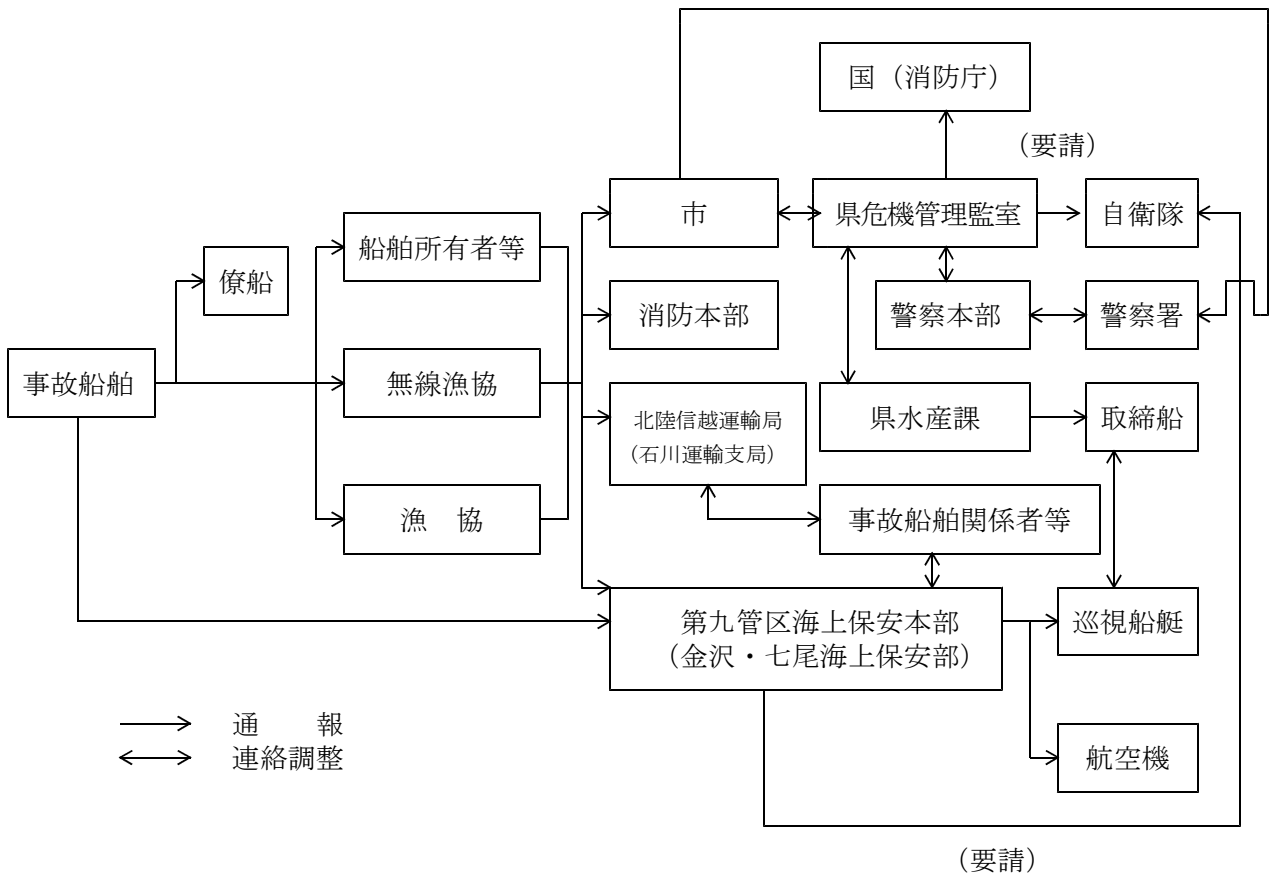 国（消防庁）
（要請）
市
県危機管理監室
自衛隊
船舶所有者等
僚船
消防本部
警察本部
警察署
事故船舶
無線漁協
北陸信越運輸局
（石川運輸支局）
県水産課
取締船
漁　協
事故船舶関係者等
第九管区海上保安本部
（金沢・七尾海上保安部）
巡視船艇
通　　報
連絡調整
航空機
（要請）